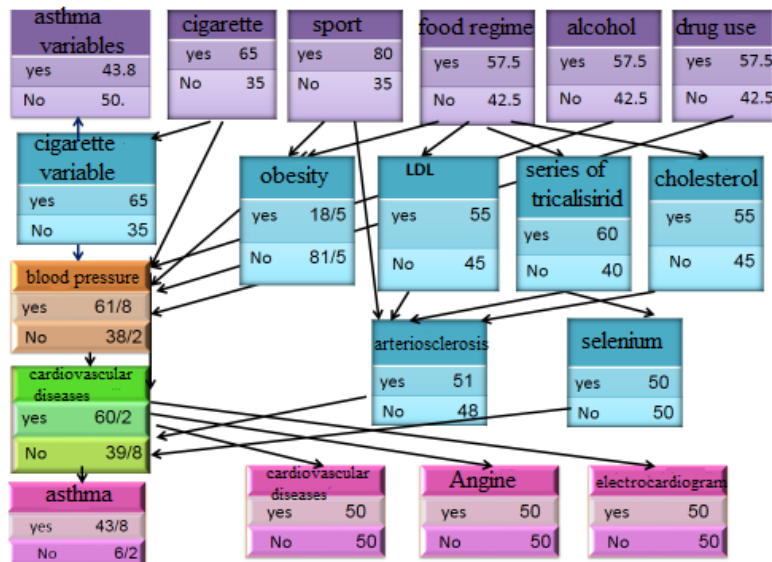 asthma
variables
yes 43.8
No 50.
cigarette
yes 65
No 35
sport
yes 80
No 35
food regime
yes 57.5
No 42.5
alcohol
yes 57.5
No 42.5
drug use
yes 57.5
No 42.5
cigarette
variable
yes 65
No 35
obesity
yes 18/5
No 81/5
LDL
yes 55
No 45
series of
tricalisirid
yes 60
No 40
cholesterol
yes 55
No 45
blood pressure
yes 61/8
No 38/2
arteriosclerosis
yes 51
No 48
selenium
yes 50
No 50
cardiovascular
diseases
yes 60/2
No 39/8
asthma
yes 43/8
No 6/2
cardiovascular
diseases
yes 50
No 50
Angine
yes 50
No 50
electrocardiogram
yes 50
No 50